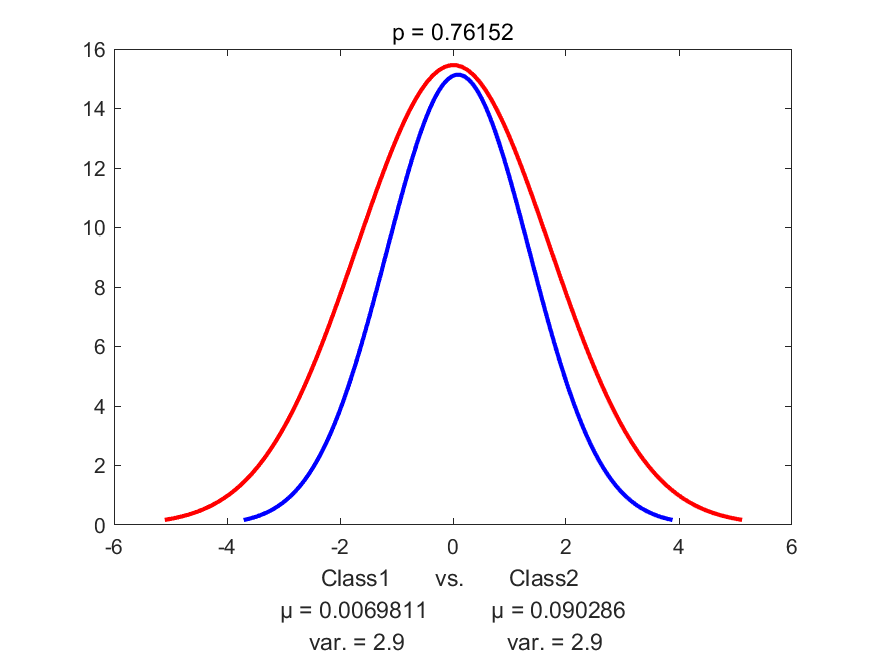 p = 0.76152
16
14
12
10
8
6
4
2
0
-6 -4 -2 0 2 4 6
Class1 vs. Class2
μ = 0.0069811 μ = 0.090286
var. = 2.9 var. = 2.9